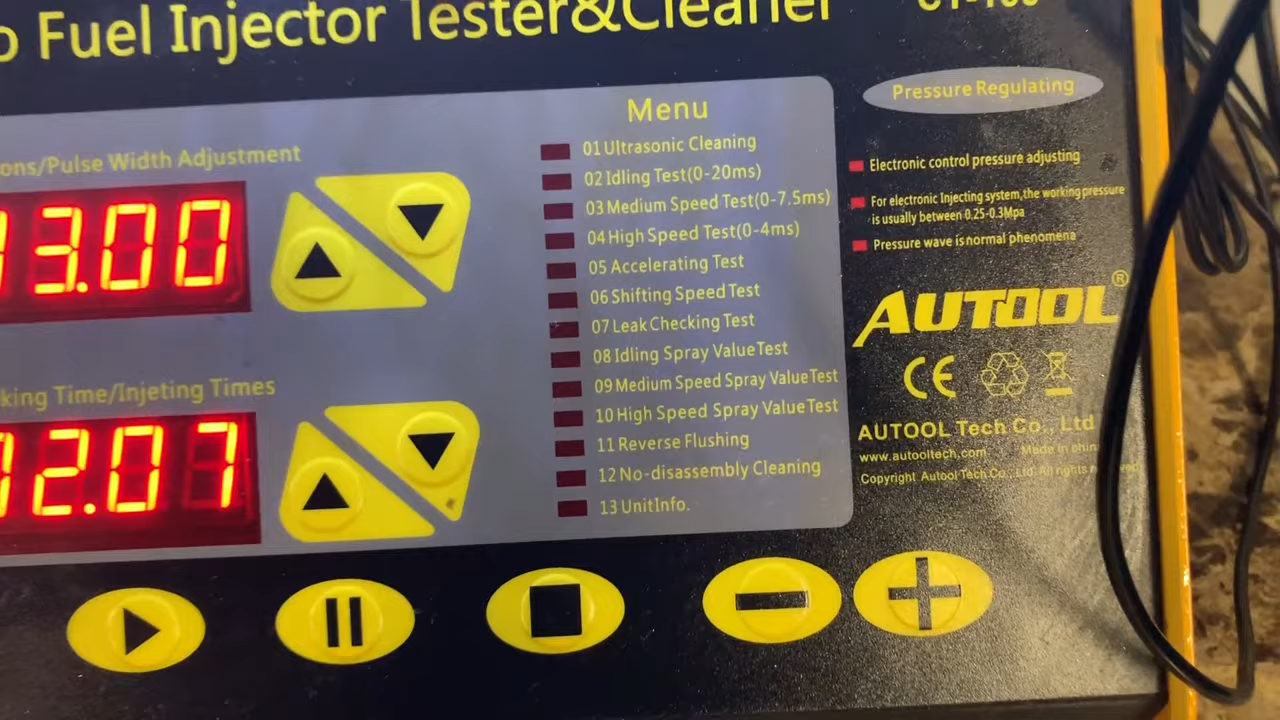 Fuel Injector Tester&Cleaner
Pressure Regulating
Menu
/Pulse Width Adjustment
3.00
01 Ultrasonic Cleaning
02 Idling Test(0-20ms)
03 Medium Speed Test(0-7.5ms)
04 High Speed Test(0-4ms)
05 Accelerating Test
06 Shifting Speed Test
07 Leak Checking Test
08 Idling Spray Value Test
09 Medium Speed Spray Value Test
10 High Speed Spray Value Test
11 Reverse Flushing
12 No-disassembly Cleaning
13 UnitInfo.
Time/Injeting Times
2.07
Electronic control pressure adjusting
For electronic Injecting system,the working pressure
is usually between 0.25-0.3Mpa
Pressure wave is normal phenomena
AUTOOL®
CE
AUTOOL Tech Co., Ltd
www.autooltech.com Made in china
Copyright Autool Tech.Co., Ltd. All rights